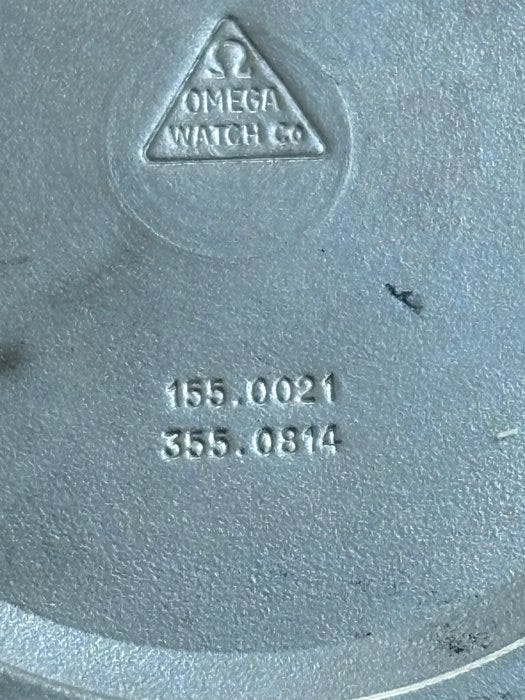 Ω
OMEGA
WATCH Co
155.0021
355.0814